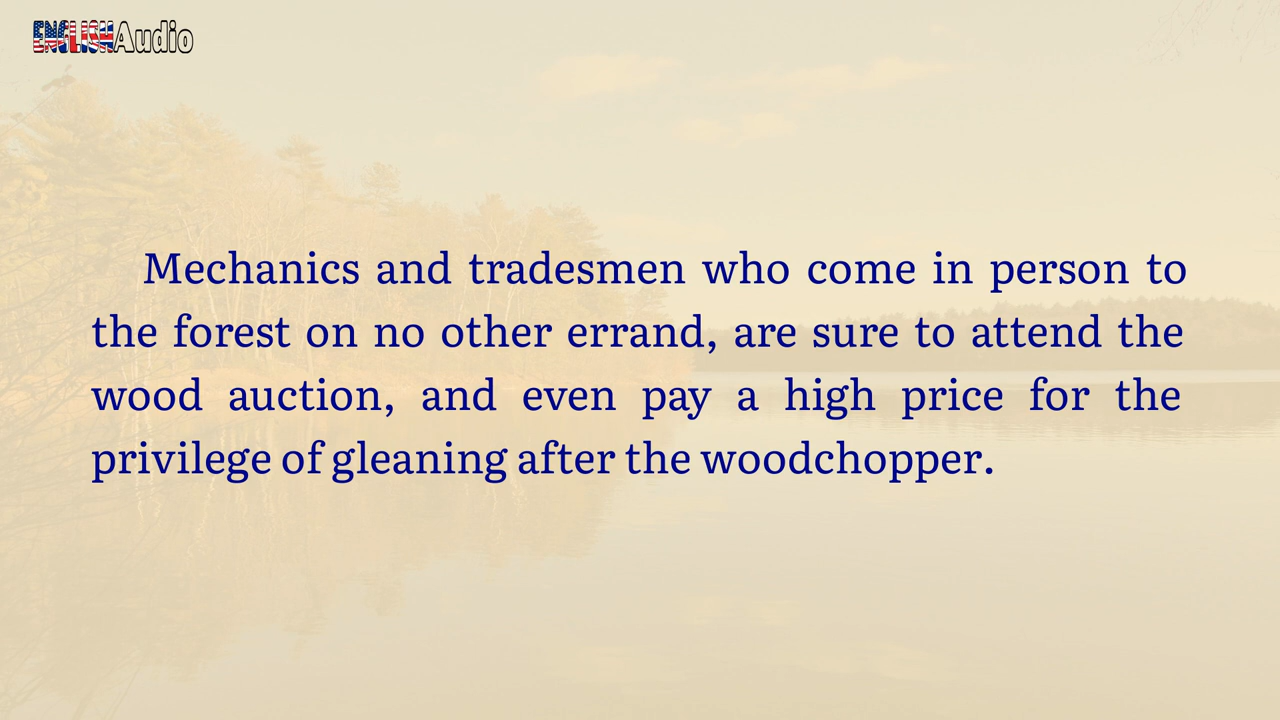 ENGLISHAudio
Mechanics and tradesmen who come in person to
the forest on no other errand, are sure to attend the
wood auction, and even pay a high price for the
privilege of gleaning after the woodchopper.